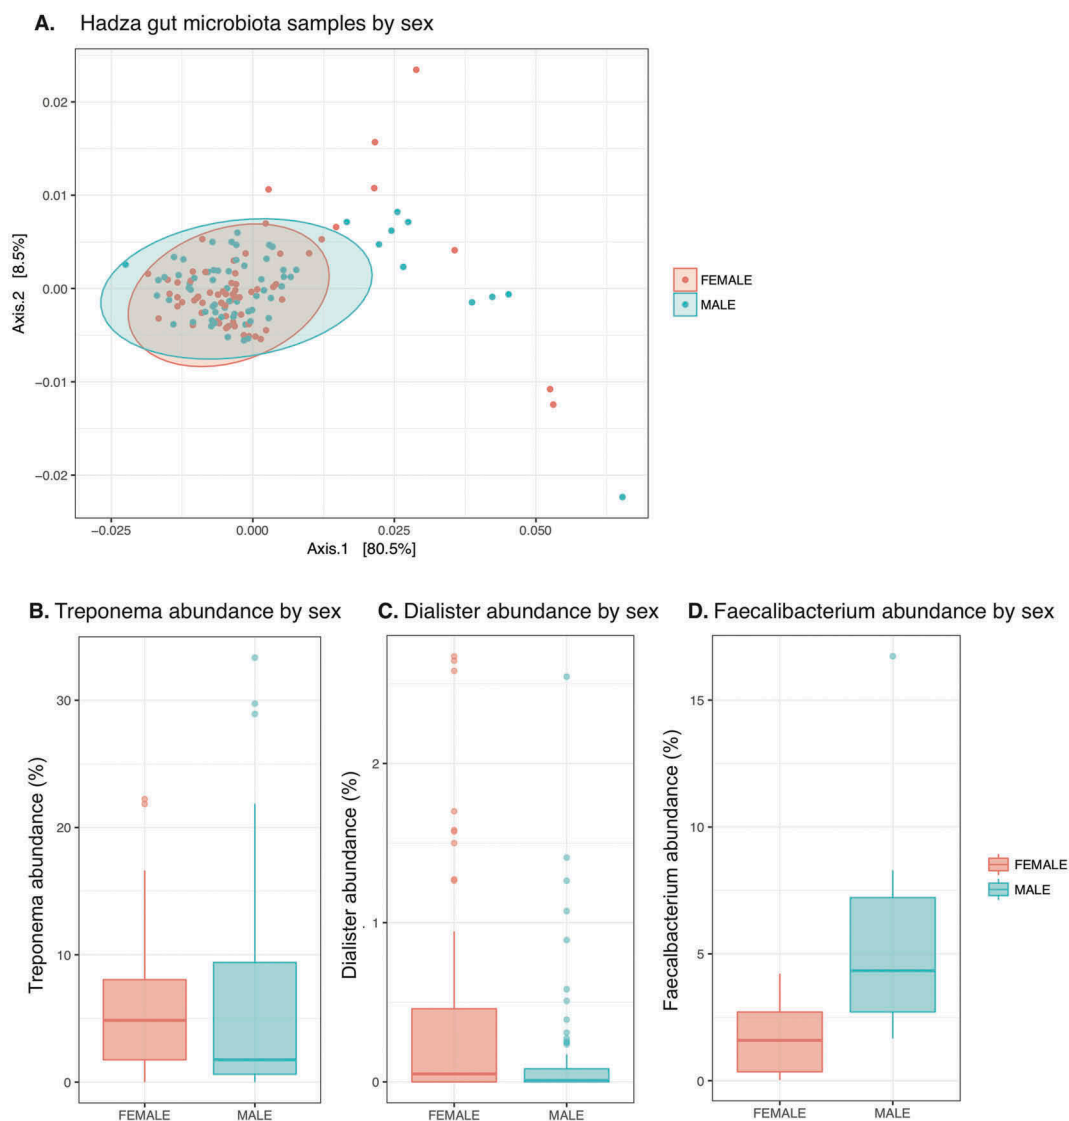 A. Hadza gut microbiota samples by sex
0.02
0.01
0.00
−0.01
−0.02
Axis.2 [8.5%]
−0.025 0.000 0.025 0.050
Axis.1 [80.5%]
FEMALE
MALE
B. Treponema abundance by sex
30
20
10
0
Treponema abundance (%)
FEMALE MALE
C. Dialister abundance by sex
2
1
0
Dialister abundance (%)
FEMALE MALE
D. Faecalibacterium abundance by sex
15
10
5
0
Faecalbacterium abundance (%)
FEMALE MALE
FEMALE
MALE